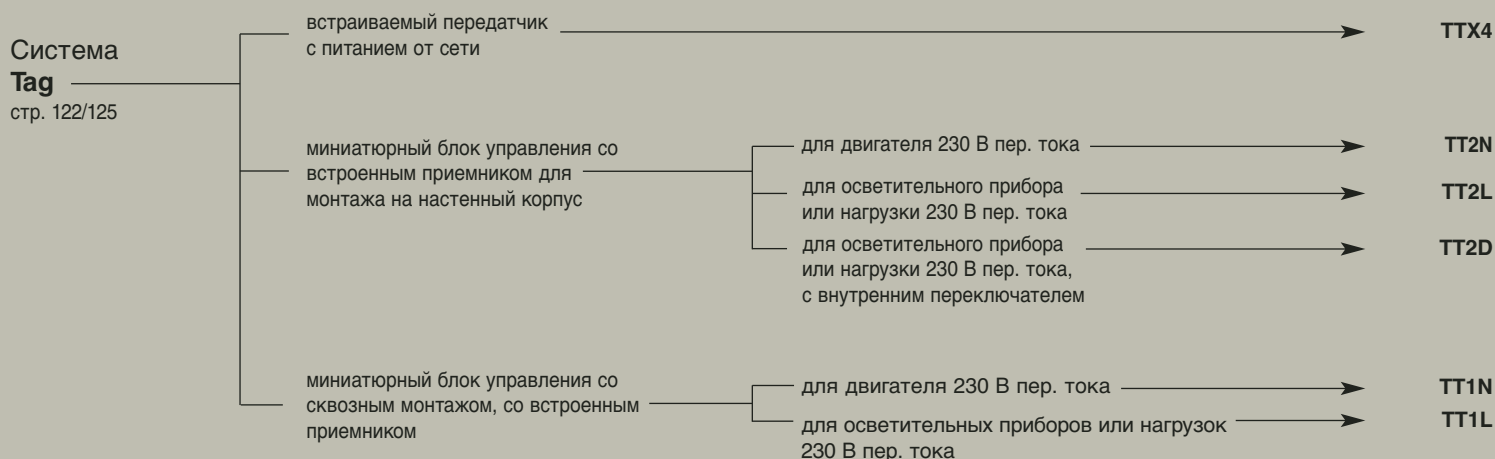 Система
Tag
стр. 122/125
встраиваемый передатчик
с питанием от сети
TTX4
миниатюрный блок управления со
встроенным приемником для
монтажа на настенный корпус
для двигателя 230 В пер. тока
TT2N
для осветительного прибора
или нагрузки 230 В пер. тока
TT2L
для осветительного прибора
или нагрузки 230 В пер. тока,
с внутренним переключателем
TT2D
миниатюрный блок управления со
сквозным монтажом, со встроенным
приемником
для двигателя 230 В пер. тока
TT1N
для осветительных приборов или нагрузок
230 В пер. тока
TT1L